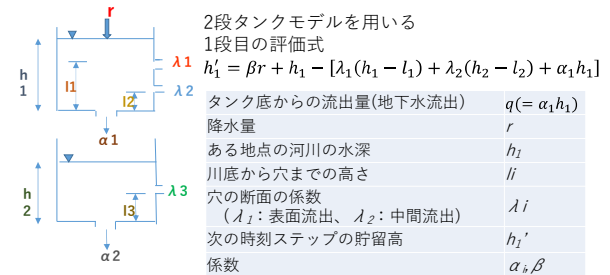 2段タンクモデルを用いる
1段目の評価式
h₁′ = βr + h₁ − [λ₁(h₁ − l₁) + λ₂(h₂ − l₂) + α₁h₁]
r
λ1
h1
l1
l2
λ2
α1
h2
l3
λ3
α2
タンク底からの流出量(地下水流出) q(= α₁h₁)
降水量 r
ある地点の河川の水深 h₁
川底から穴までの高さ li
穴の断面の係数 λi
(λ₁:表面流出、λ₂:中間流出)
次の時刻ステップの貯留高 h₁'
係数 αᵢ,β